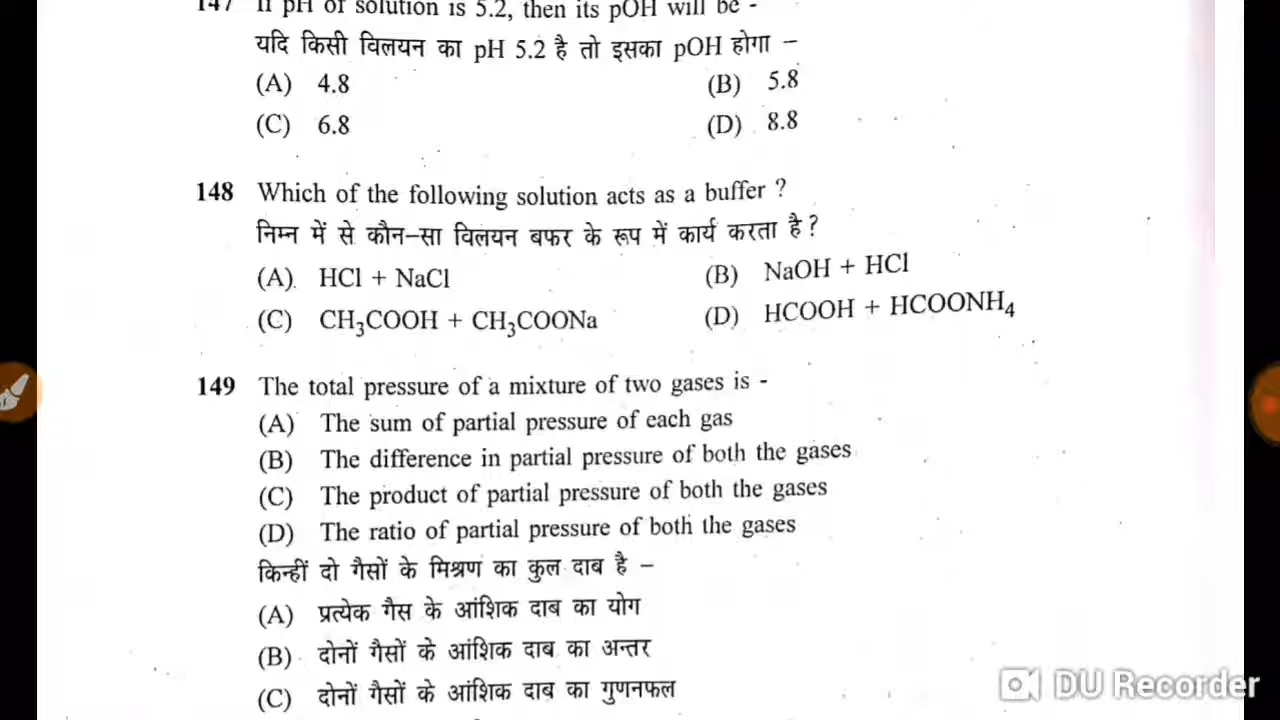 147 If pH of solution is 5.2, then its pOH will be -
यदि किसी विलयन का pH 5.2 है तो इसका pOH होगा –
(A) 4.8 (B) 5.8
(C) 6.8 (D) 8.8
148 Which of the following solution acts as a buffer ?
निम्न में से कौन-सा विलयन बफर के रूप में कार्य करता है ?
(A) HCl + NaCl (B) NaOH + HCl
(C) CH₃COOH + CH₃COONa (D) HCOOH + HCOONH₄
149 The total pressure of a mixture of two gases is -
(A) The sum of partial pressure of each gas
(B) The difference in partial pressure of both the gases
(C) The product of partial pressure of both the gases
(D) The ratio of partial pressure of both the gases
किन्हीं दो गैसों के मिश्रण का कुल दाब है –
(A) प्रत्येक गैस के आंशिक दाब का योग
(B) दोनों गैसों के आंशिक दाब का अन्तर
(C) दोनों गैसों के आंशिक दाब का गुणनफल
DU Recorder